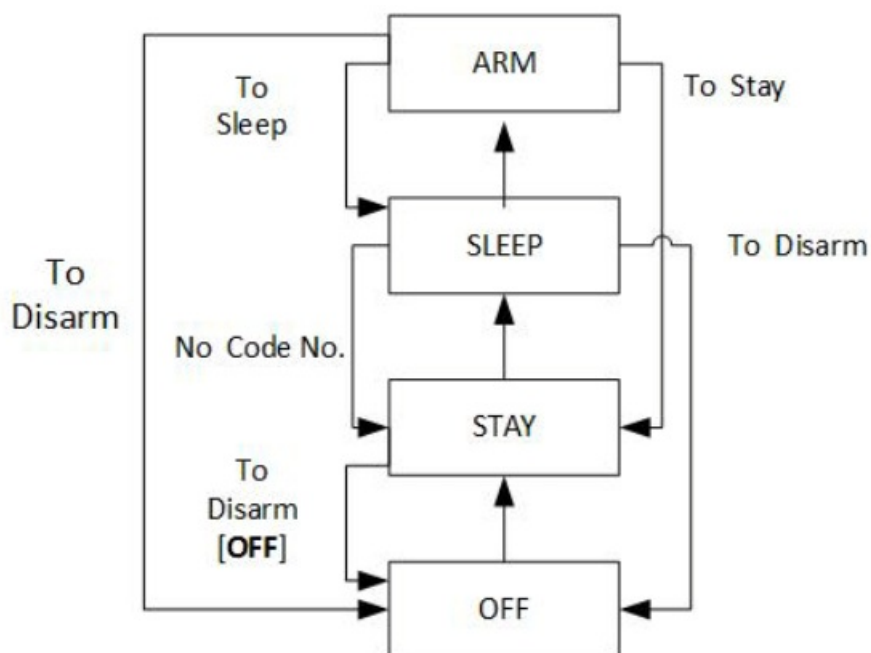 ARM
To
Sleep
To Stay
SLEEP
To Disarm
To
Disarm
No Code No.
STAY
To
Disarm
[OFF]
OFF